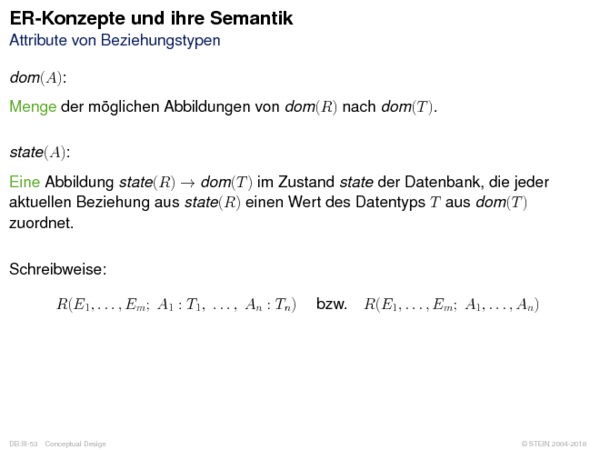 ER-Konzepte und ihre Semantik
Attribute von Beziehungstypen
dom(A):
Menge der möglichen Abbildungen von dom(R) nach dom(T).
state(A):
Eine Abbildung state(R) → dom(T) im Zustand state der Datenbank, die jeder
aktuellen Beziehung aus state(R) einen Wert des Datentyps T aus dom(T)
zuordnet.
Schreibweise:
R(E₁, …, Eₘ; A₁ : T₁, …, Aₙ : Tₙ) bzw. R(E₁, …, Eₘ; A₁, …, Aₙ)
DB:III-53 Conceptual Design © STEIN 2004-2018